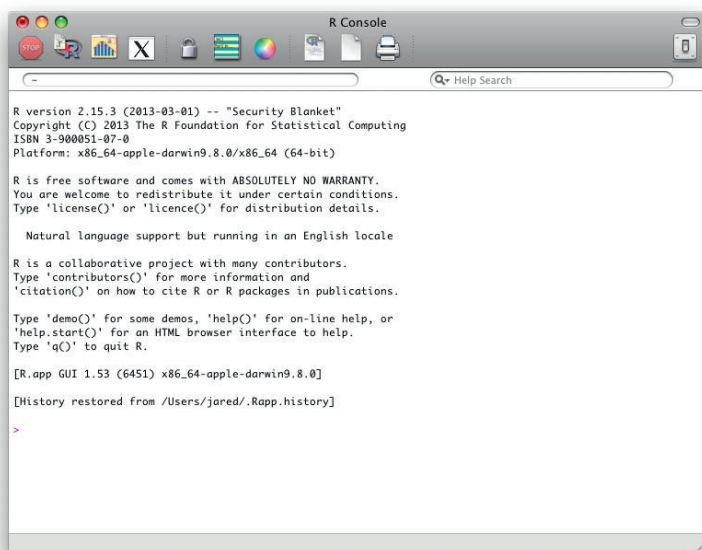 R Console
STOP
R
X
~
Help Search
R version 2.15.3 (2013-03-01) -- "Security Blanket"
Copyright (C) 2013 The R Foundation for Statistical Computing
ISBN 3-900051-07-0
Platform: x86_64-apple-darwin9.8.0/x86_64 (64-bit)
R is free software and comes with ABSOLUTELY NO WARRANTY.
You are welcome to redistribute it under certain conditions.
Type 'license()' or 'licence()' for distribution details.
Natural language support but running in an English locale
R is a collaborative project with many contributors.
Type 'contributors()' for more information and
'citation()' on how to cite R or R packages in publications.
Type 'demo()' for some demos, 'help()' for on-line help, or
'help.start()' for an HTML browser interface to help.
Type 'q()' to quit R.
[R.app GUI 1.53 (6451) x86_64-apple-darwin9.8.0]
[History restored from /Users/jared/.Rapp.history]
>